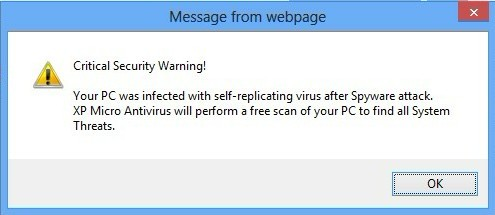 Message from webpage
Critical Security Warning!
Your PC was infected with self-replicating virus after Spyware attack.
XP Micro Antivirus will perform a free scan of your PC to find all System
Threats.
OK